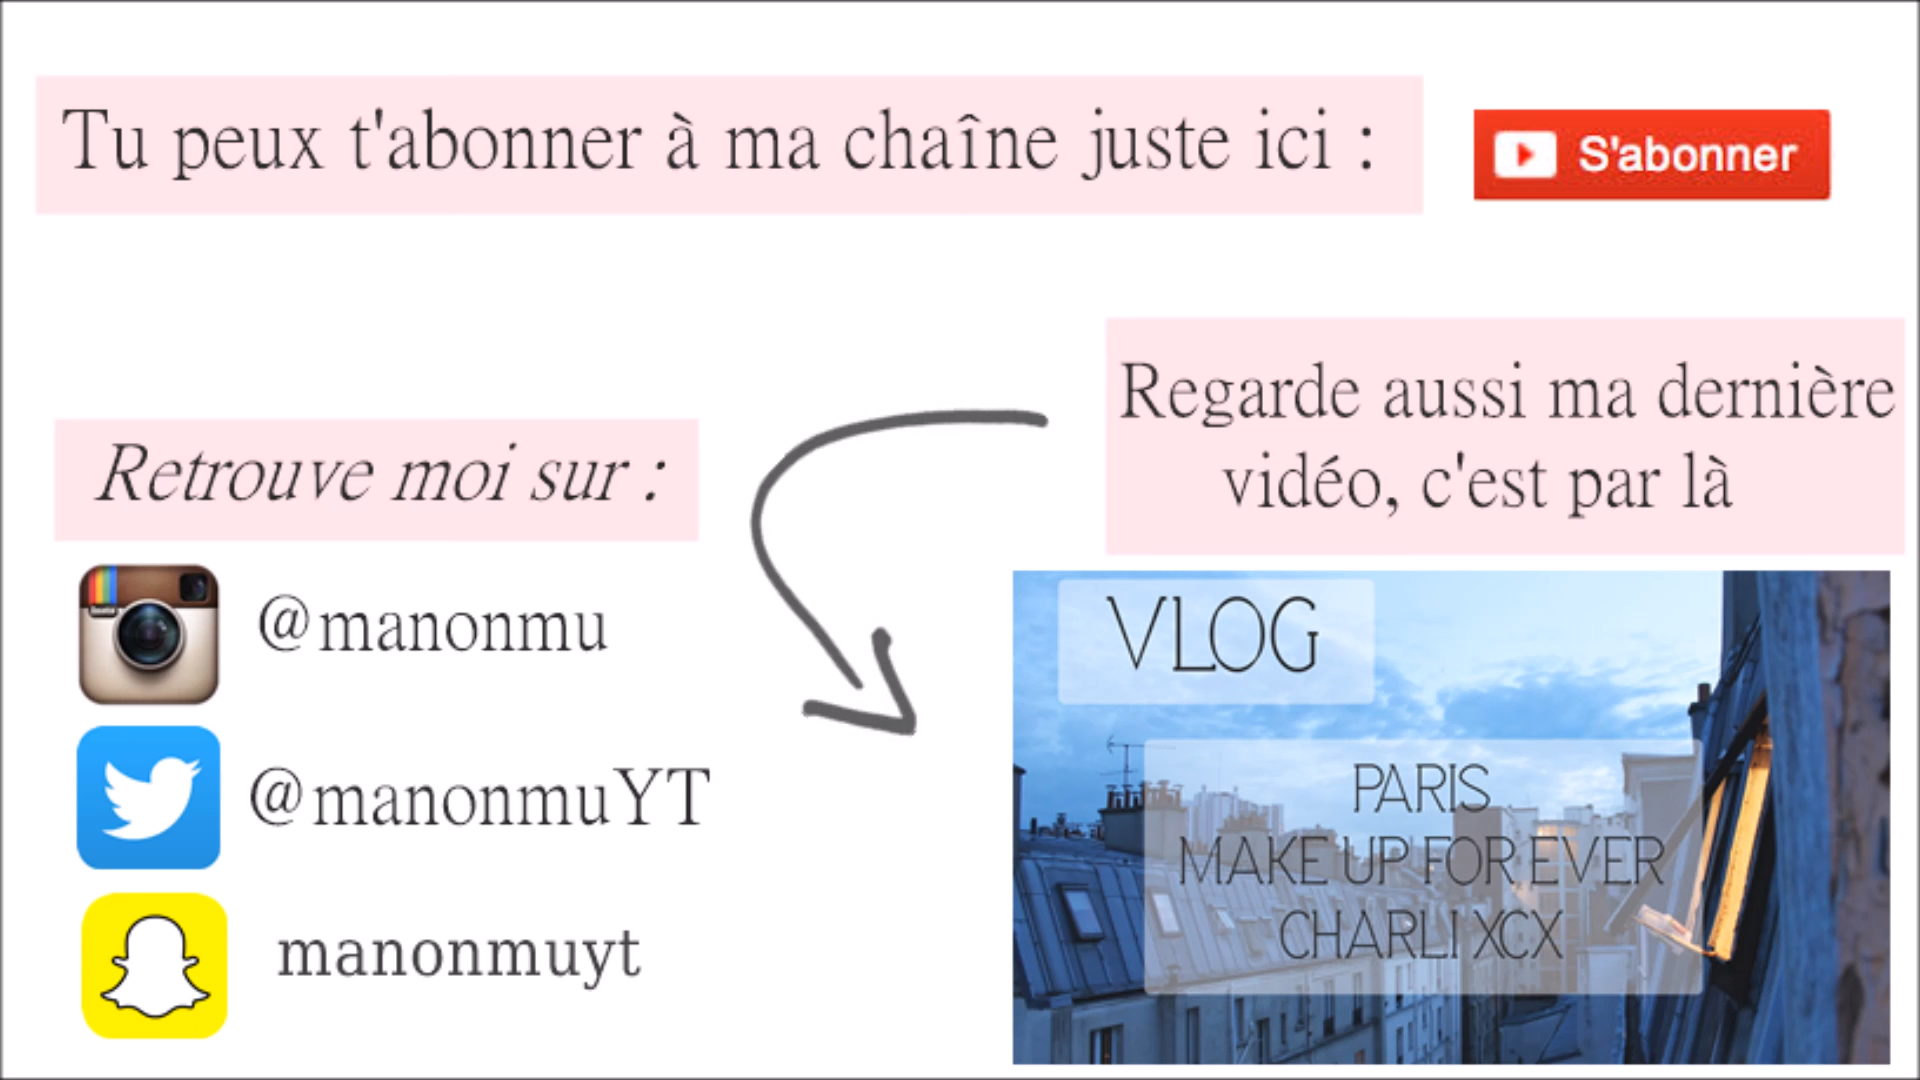 Tu peux t'abonner à ma chaîne juste ici :
S'abonner
Regarde aussi ma dernière
vidéo, c'est par là
Retrouve moi sur :
@manonmu
@manonmuYT
manonmuyt
VLOG
PARIS
MAKE UP FOR EVER
CHARLI XCX